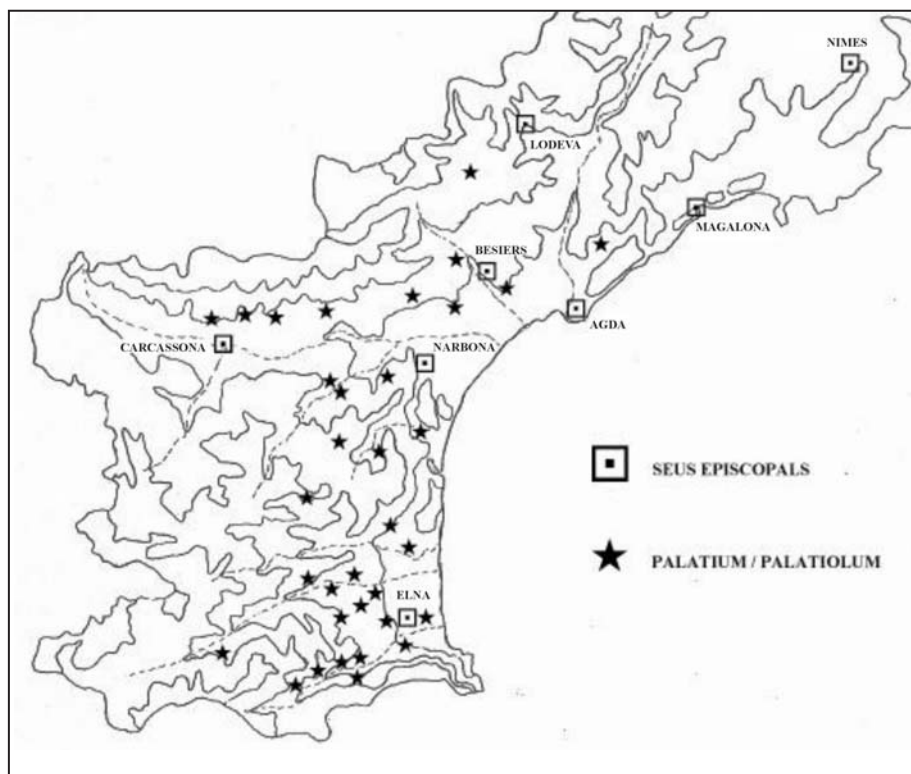 NIMES
LODEVA
MAGALONA
BESIERS
AGDA
CARCASSONA
NARBONA
SEUS EPISCOPALS
PALATIUM / PALATIOLUM
ELNA